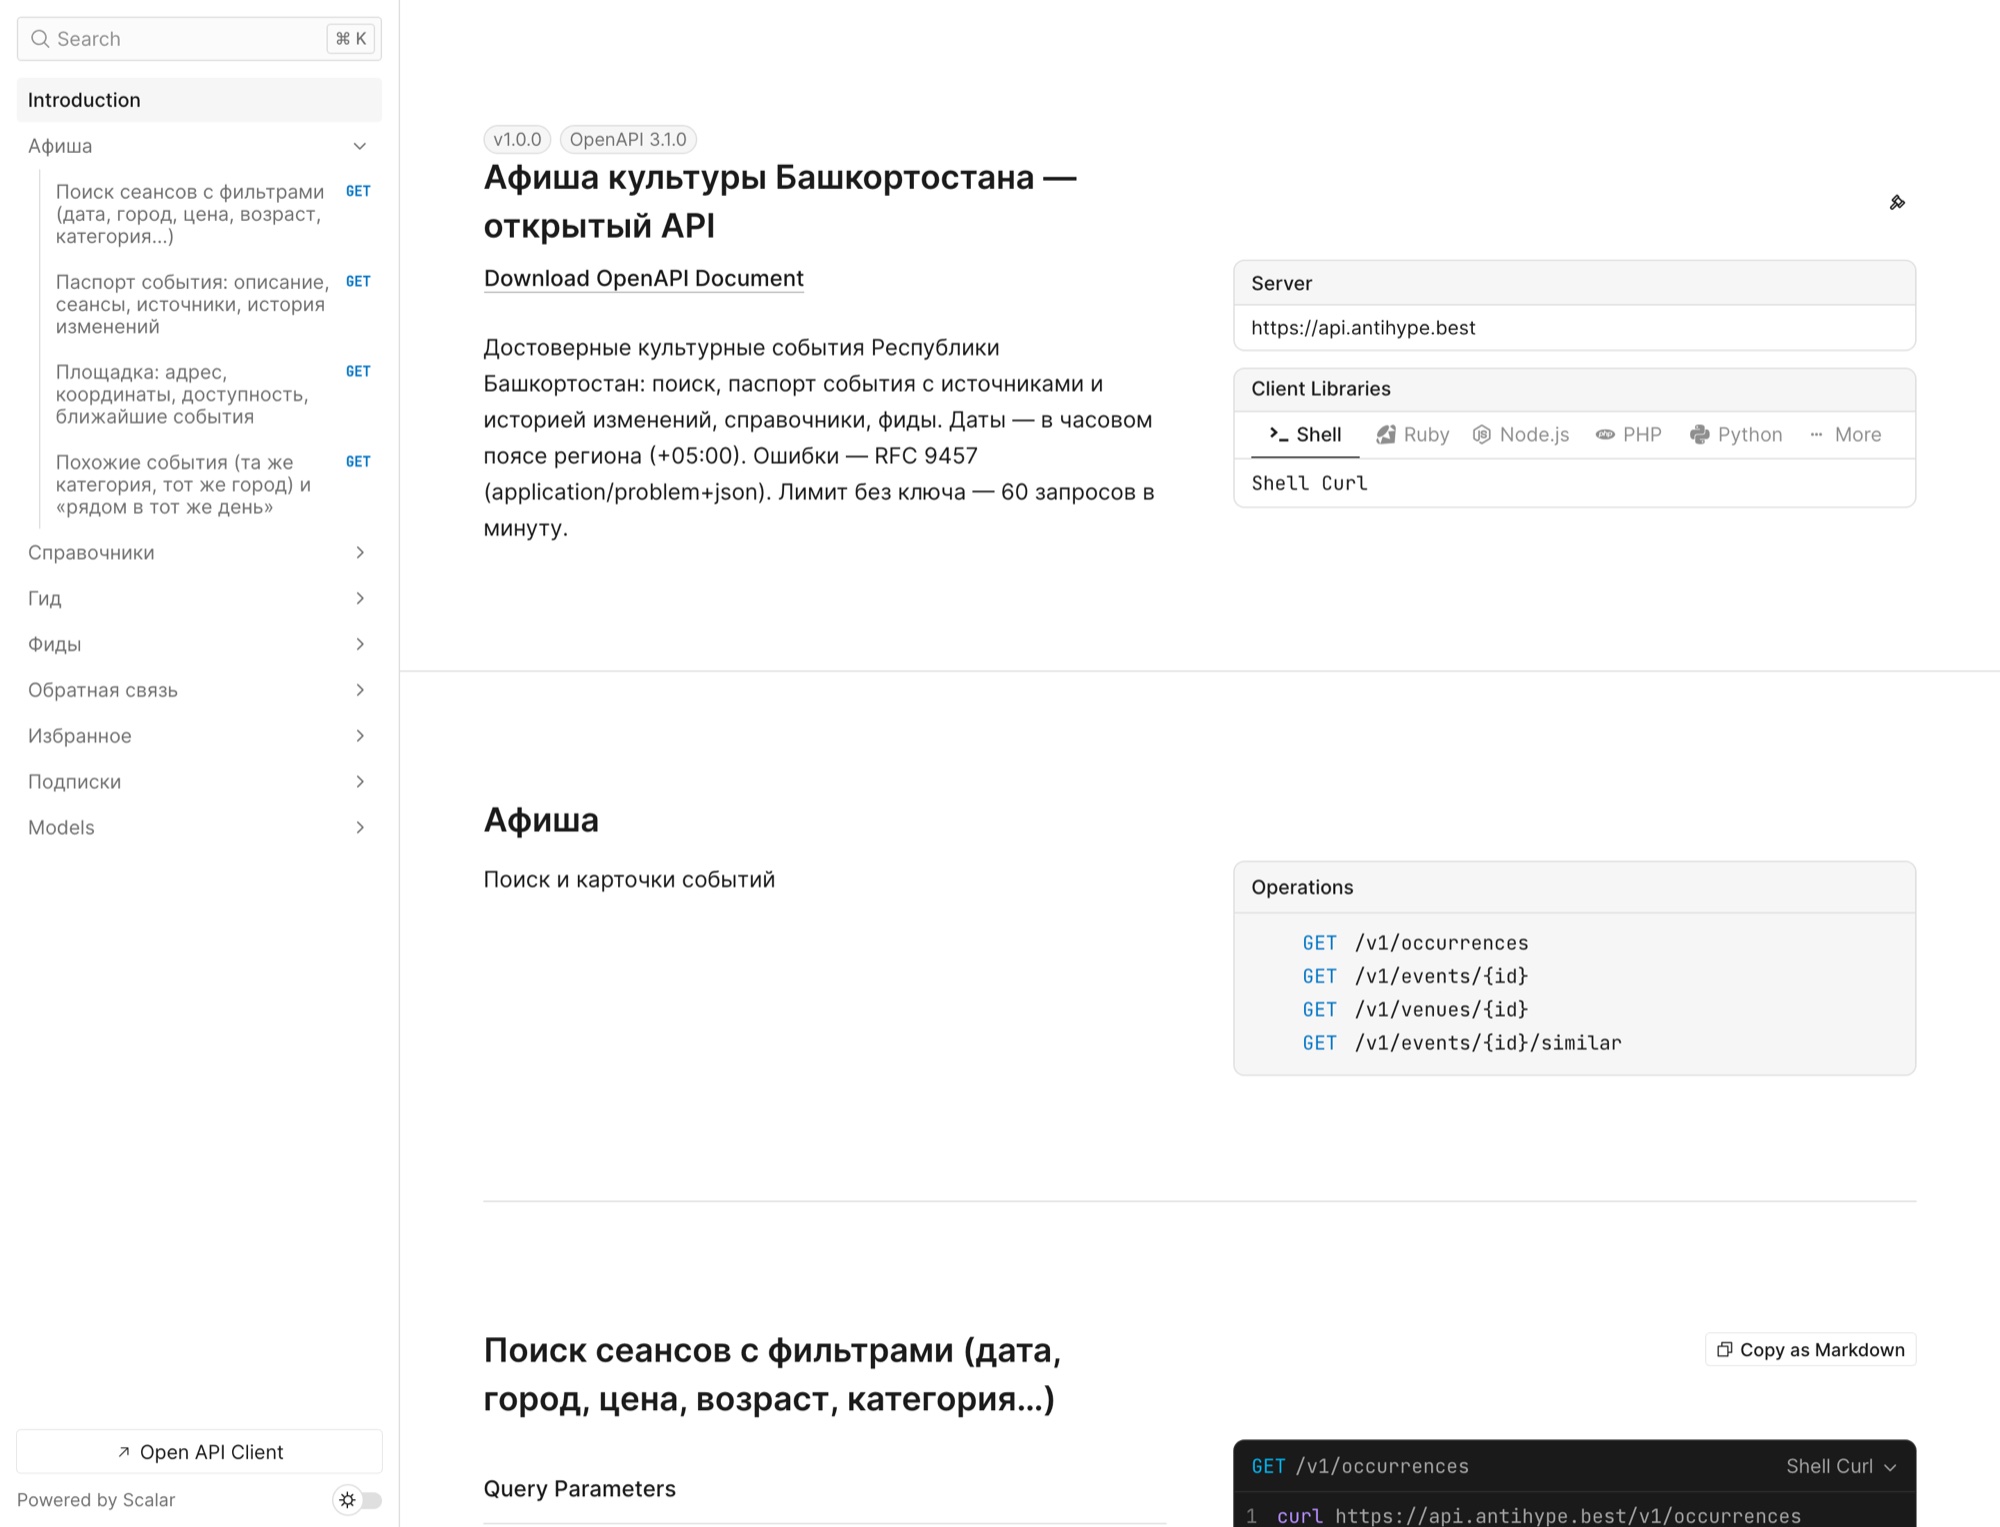 Search
⌘ K
Introduction
Афиша
Поиск сеансов с фильтрами
GET
(дата, город, цена, возраст,
категория...)
Паспорт события: описание,
GET
сеансы, источники, история
изменений
Площадка: адрес,
GET
координаты, доступность,
ближайшие события
Похожие события (та же
GET
категория, тот же город) и
«рядом в тот же день»
Справочники
Гид
Фиды
Обратная связь
Избранное
Подписки
Models
Open API Client
Powered by Scalar
v1.0.0
OpenAPI 3.1.0
Афиша культуры Башкортостана —
открытый API
Download OpenAPI Document
Достоверные культурные события Республики
Башкортостан: поиск, паспорт события с источниками и
историей изменений, справочники, фиды. Даты — в часовом
поясе региона (+05:00). Ошибки — RFC 9457
(application/problem+json). Лимит без ключа — 60 запросов в
минуту.
Server
https://api.antihype.best
Client Libraries
Shell
Ruby
Node.js
PHP
Python
More
Shell Curl
Афиша
Поиск и карточки событий
Operations
GET /v1/occurrences
GET /v1/events/{id}
GET /v1/venues/{id}
GET /v1/events/{id}/similar
Поиск сеансов с фильтрами (дата,
город, цена, возраст, категория...)
Copy as Markdown
Query Parameters
GET /v1/occurrences
Shell Curl
1 curl https://api.antihype.best/v1/occurrences